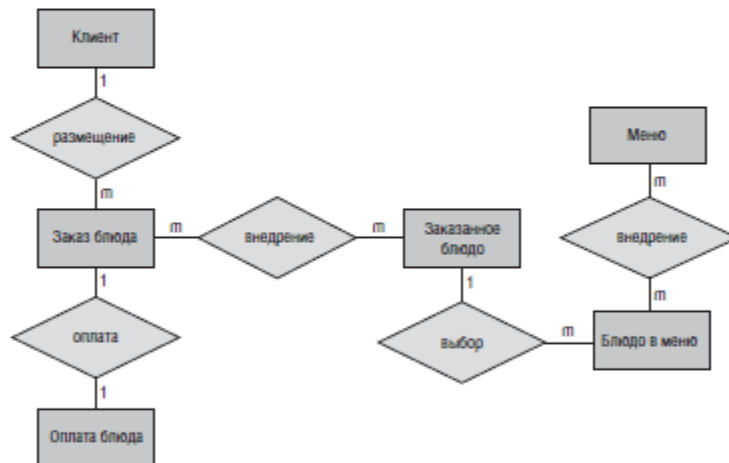 Клиент
1
размещение
Меню
m
m
Заказ блюда
m
внедрение
m
Заказанное
блюдо
внедрение
1
1
m
оплата
выбор
m
Блюдо в меню
1
Оплата блюда